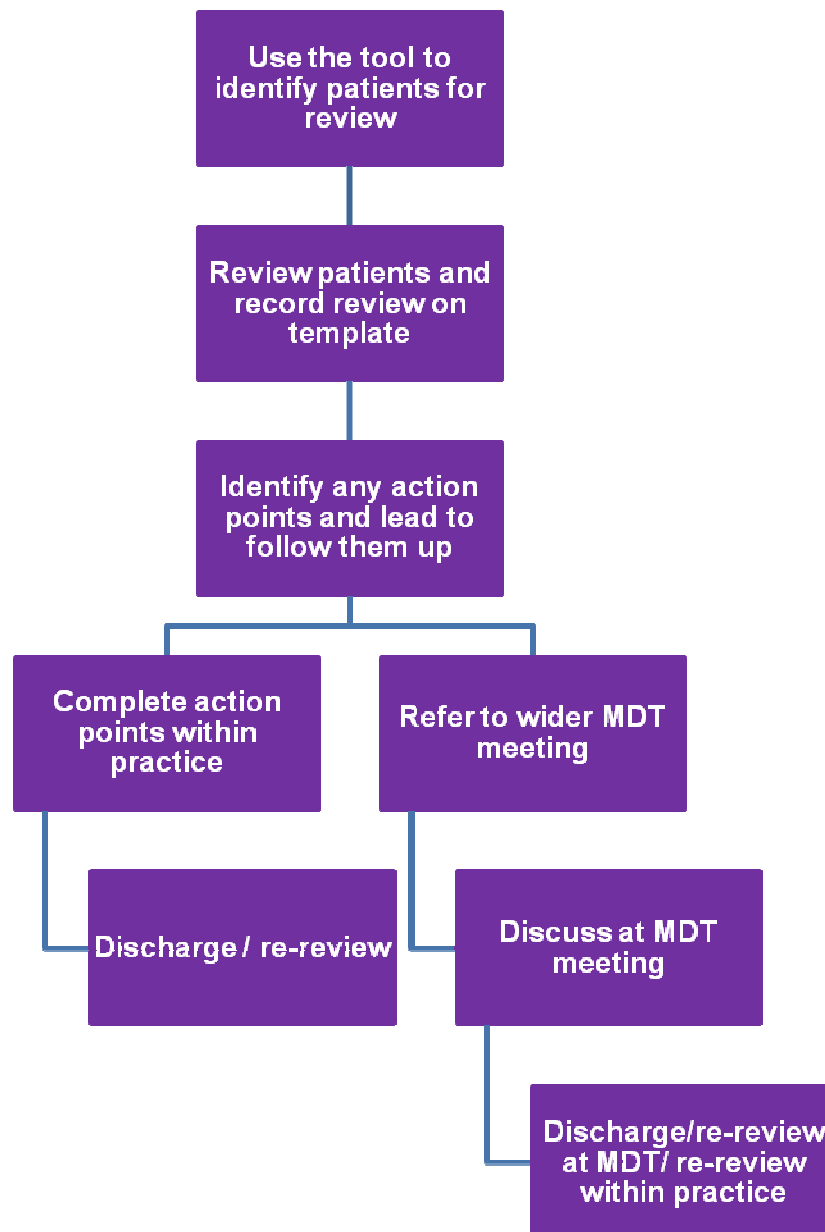 Use the tool to
identify patients for
review
Review patients and
record review on
template
Identify any action
points and lead to
follow them up
Complete action
points within
practice
Refer to wider MDT
meeting
Discharge / re-review
Discuss at MDT
meeting
Discharge/re-review
at MDT/ re-review
within practice